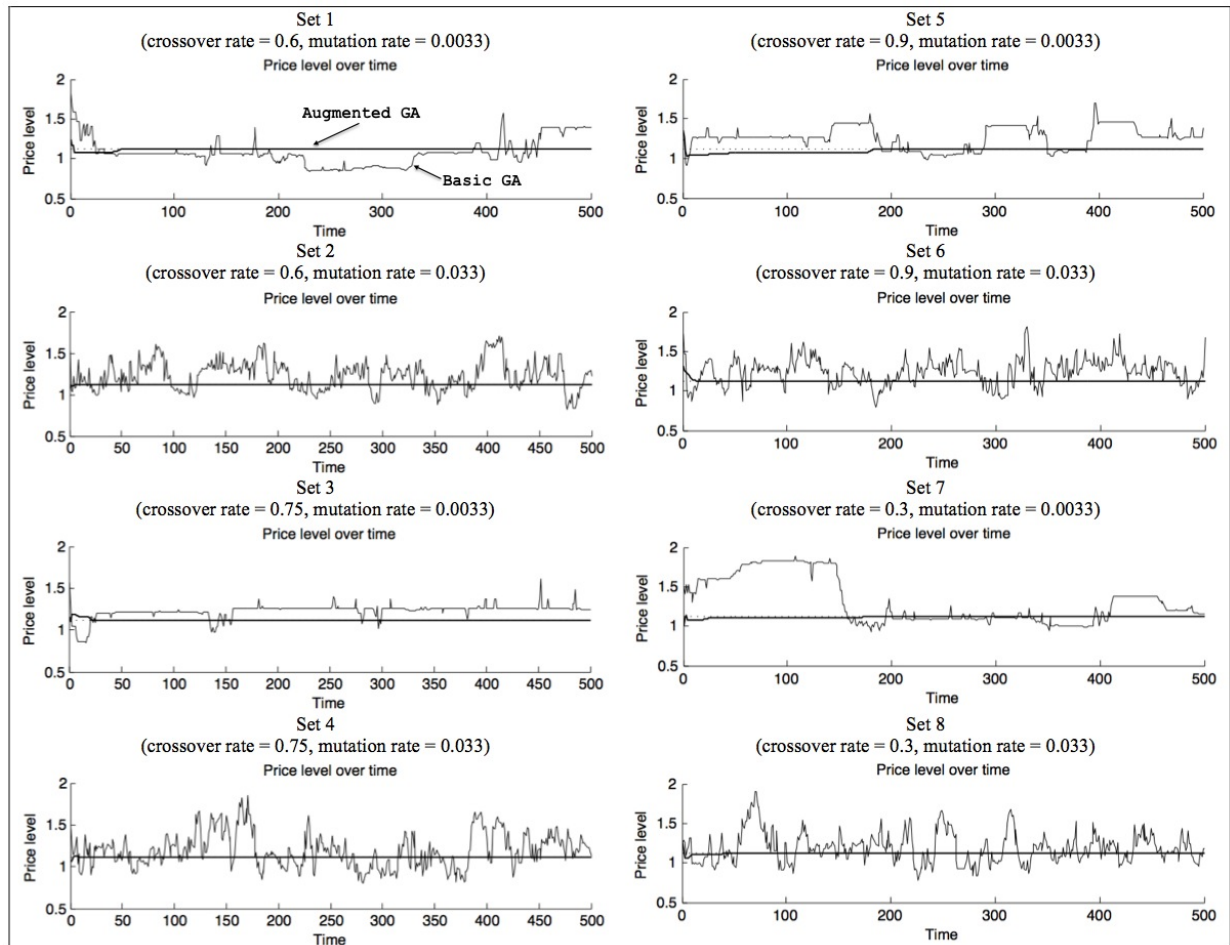 Set 1
(crossover rate = 0.6, mutation rate = 0.0033)
Price level over time
Price level
2
1.5
1
0.5
Augmented GA
Basic GA
0 100 200 300 400 500
Time
Set 2
(crossover rate = 0.6, mutation rate = 0.033)
Price level over time
Price level
2
1.5
1
0.5
0 50 100 150 200 250 300 350 400 450 500
Time
Set 3
(crossover rate = 0.75, mutation rate = 0.0033)
Price level over time
Price level
2
1.5
1
0.5
0 50 100 150 200 250 300 350 400 450 500
Time
Set 4
(crossover rate = 0.75, mutation rate = 0.033)
Price level over time
Price level
2
1.5
1
0.5
0 50 100 150 200 250 300 350 400 450 500
Time
Set 5
(crossover rate = 0.9, mutation rate = 0.0033)
Price level over time
Price level
2
1.5
1
0.5
0 100 200 300 400 500
Time
Set 6
(crossover rate = 0.9, mutation rate = 0.033)
Price level over time
Price level
2
1.5
1
0.5
0 100 200 300 400 500
Time
Set 7
(crossover rate = 0.3, mutation rate = 0.0033)
Price level over time
Price level
2
1.5
1
0.5
0 100 200 300 400 500
Time
Set 8
(crossover rate = 0.3, mutation rate = 0.033)
Price level over time
Price level
2
1.5
1
0.5
0 100 200 300 400 500
Time